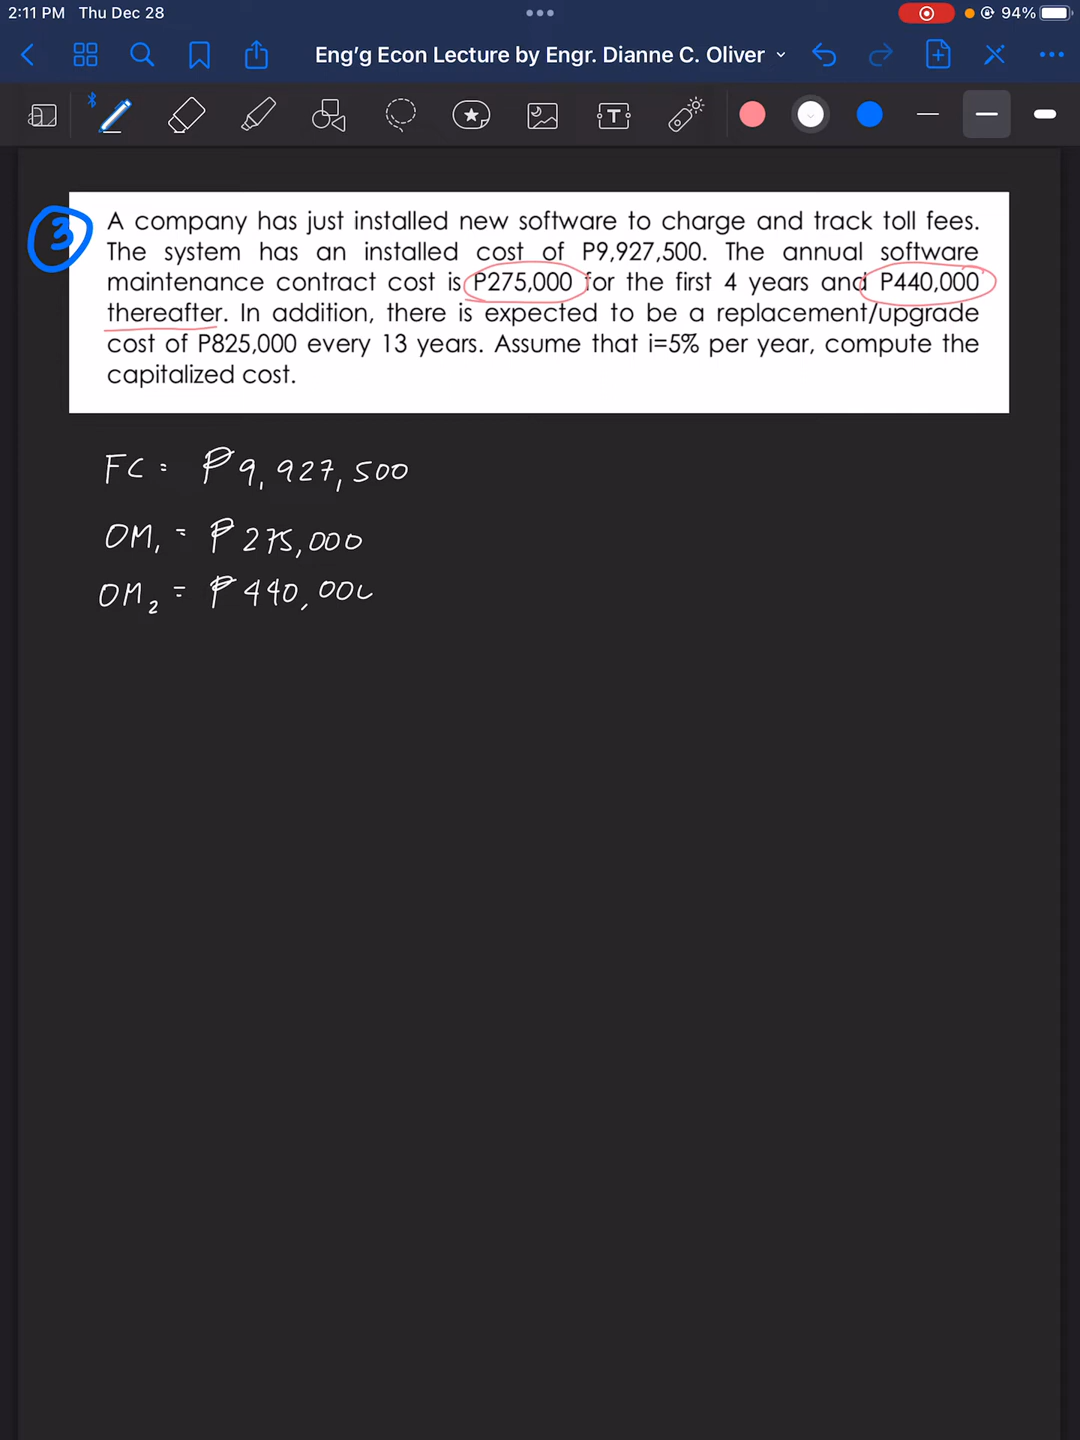 2:11 PM Thu Dec 28
94%
Eng’g Econ Lecture by Engr. Dianne C. Oliver
T
3
A company has just installed new software to charge and track toll fees.
The system has an installed cost of P9,927,500. The annual software
maintenance contract cost is P275,000 for the first 4 years and P440,000
thereafter. In addition, there is expected to be a replacement/upgrade
cost of P825,000 every 13 years. Assume that i=5% per year, compute the
capitalized cost.
FC = ₱9,927,500
OM₁ = ₱275,000
OM₂ = ₱440,000